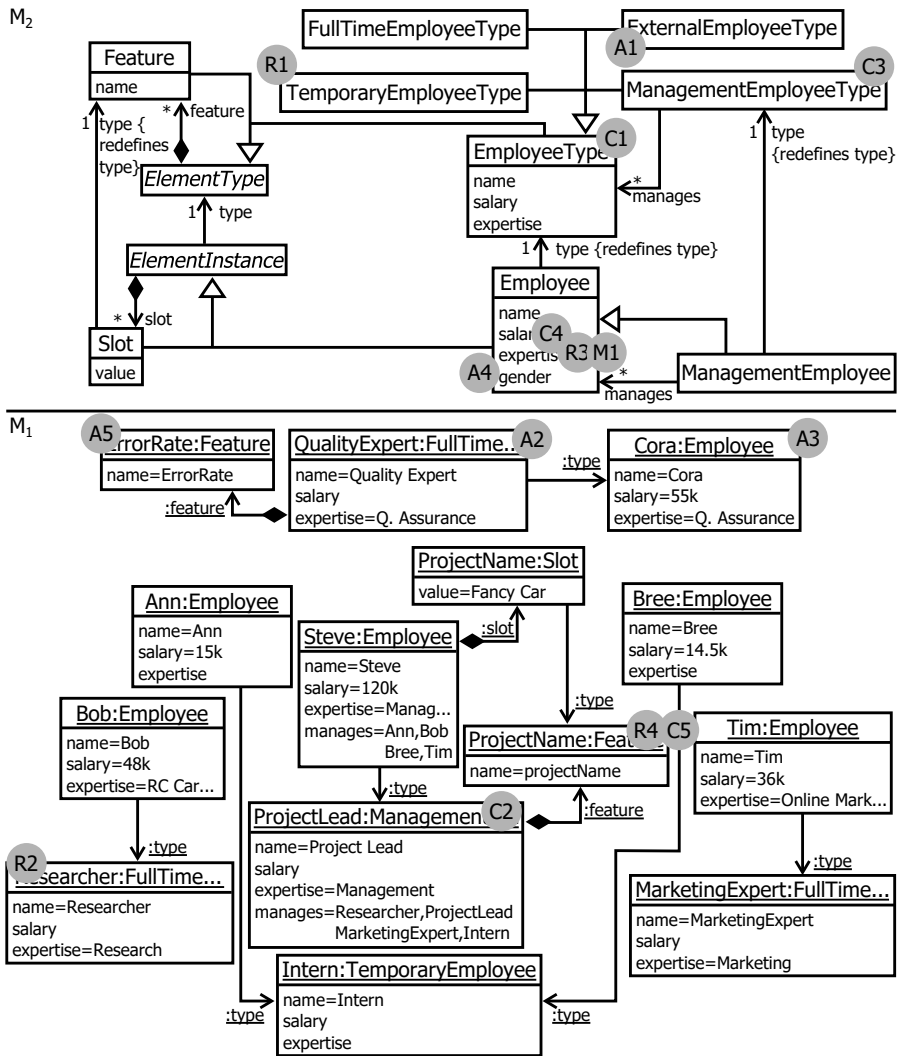 M2
FullTimeEmployeeType
ExternalEmployeeType
A1
Feature
name
R1
TemporaryEmployeeType
C3
ManagementEmployeeType
*
feature
1
type {
redefines
type}
C1
EmployeeType
name
salary
expertise
1
type
{redefines type}
ElementType
*
manages
1
type
1
type {redefines type}
ElementInstance
Employee
name
C4
R3
M1
gender
A4
*
slot
Slot
value
*
manages
ManagementEmployee
M1
A5
ErrorRate:Feature
name=ErrorRate
QualityExpert:FullTime...
A2
name=Quality Expert
salary
expertise=Q. Assurance
:feature
:type
Cora:Employee
A3
name=Cora
salary=55k
expertise=Q. Assurance
ProjectName:Slot
value=Fancy Car
Ann:Employee
name=Ann
salary=15k
expertise
Bree:Employee
name=Bree
salary=14.5k
expertise
Steve:Employee
name=Steve
salary=120k
expertise=Manag...
manages=Ann,Bob
Bree,Tim
:slot
:type
Bob:Employee
name=Bob
salary=48k
expertise=RC Car...
R4
C5
ProjectName:Feature
name=projectName
Tim:Employee
name=Tim
salary=36k
expertise=Online Mark...
:type
:feature
ProjectLead:Management
C2
name=Project Lead
salary
expertise=Management
manages=Researcher,ProjectLead
MarketingExpert,Intern
:type
R2
Researcher:FullTime...
name=Researcher
salary
expertise=Research
:type
MarketingExpert:FullTime...
name=MarketingExpert
salary
expertise=Marketing
Intern:TemporaryEmployee
name=Intern
salary
expertise
:type
:type